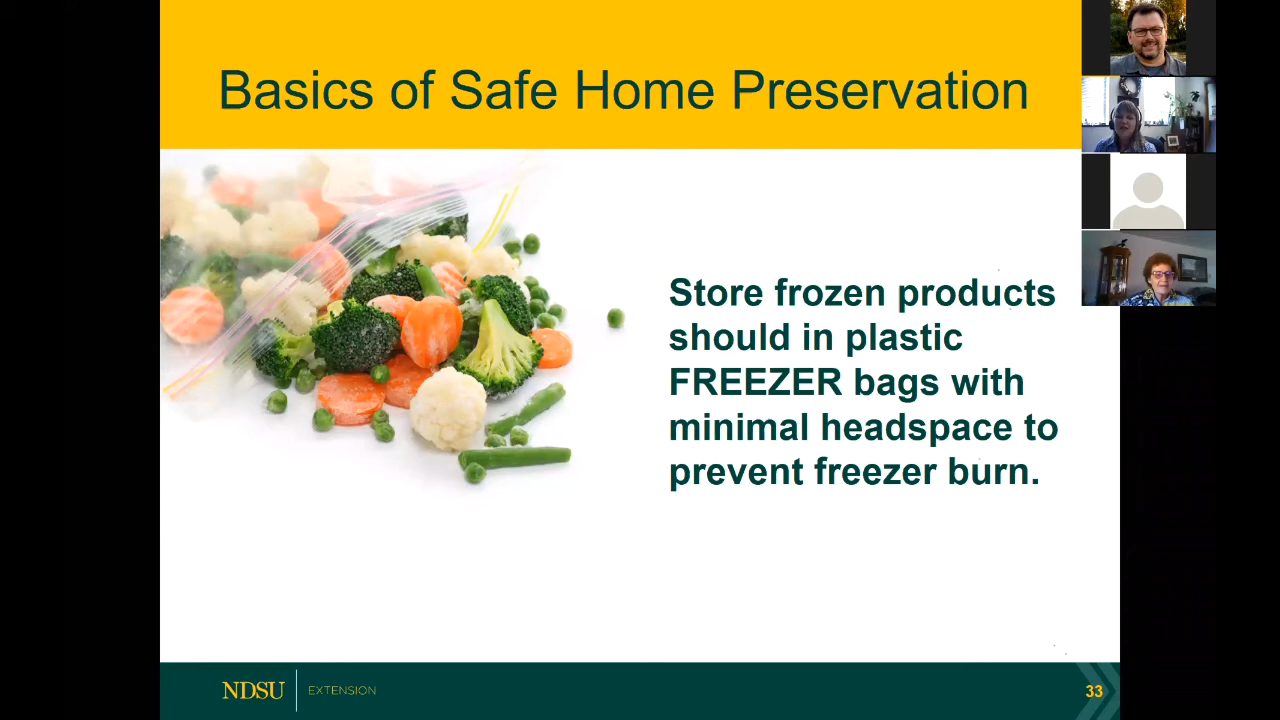 Basics of Safe Home Preservation
Store frozen products
should in plastic
FREEZER bags with
minimal headspace to
prevent freezer burn.
NDSU EXTENSION
33